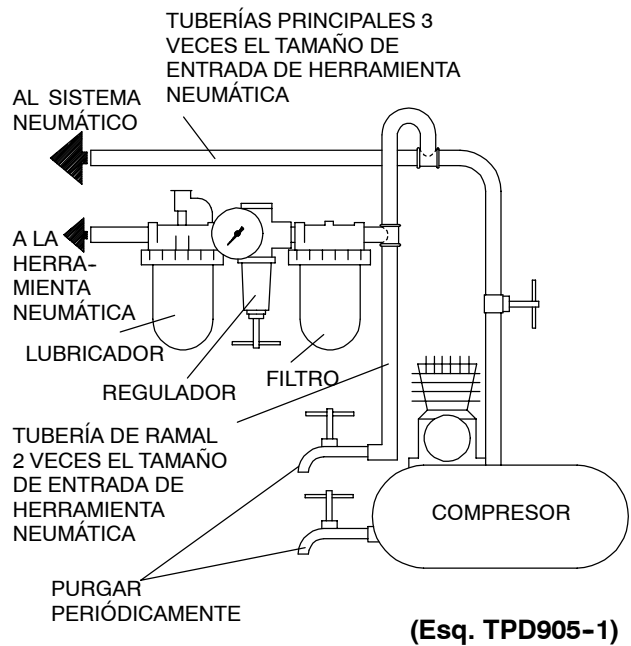 TUBERÍAS PRINCIPALES 3
VECES EL TAMAÑO DE
ENTRADA DE HERRAMIENTA
NEUMÁTICA
AL SISTEMA
NEUMÁTICO
A LA
HERRA-
MIENTA
NEUMÁTICA
LUBRICADOR
REGULADOR
FILTRO
TUBERÍA DE RAMAL
2 VECES EL TAMAÑO
DE ENTRADA DE
HERRAMIENTA
NEUMÁTICA
COMPRESOR
PURGAR
PERIÓDICAMENTE
(Esq. TPD905-1)